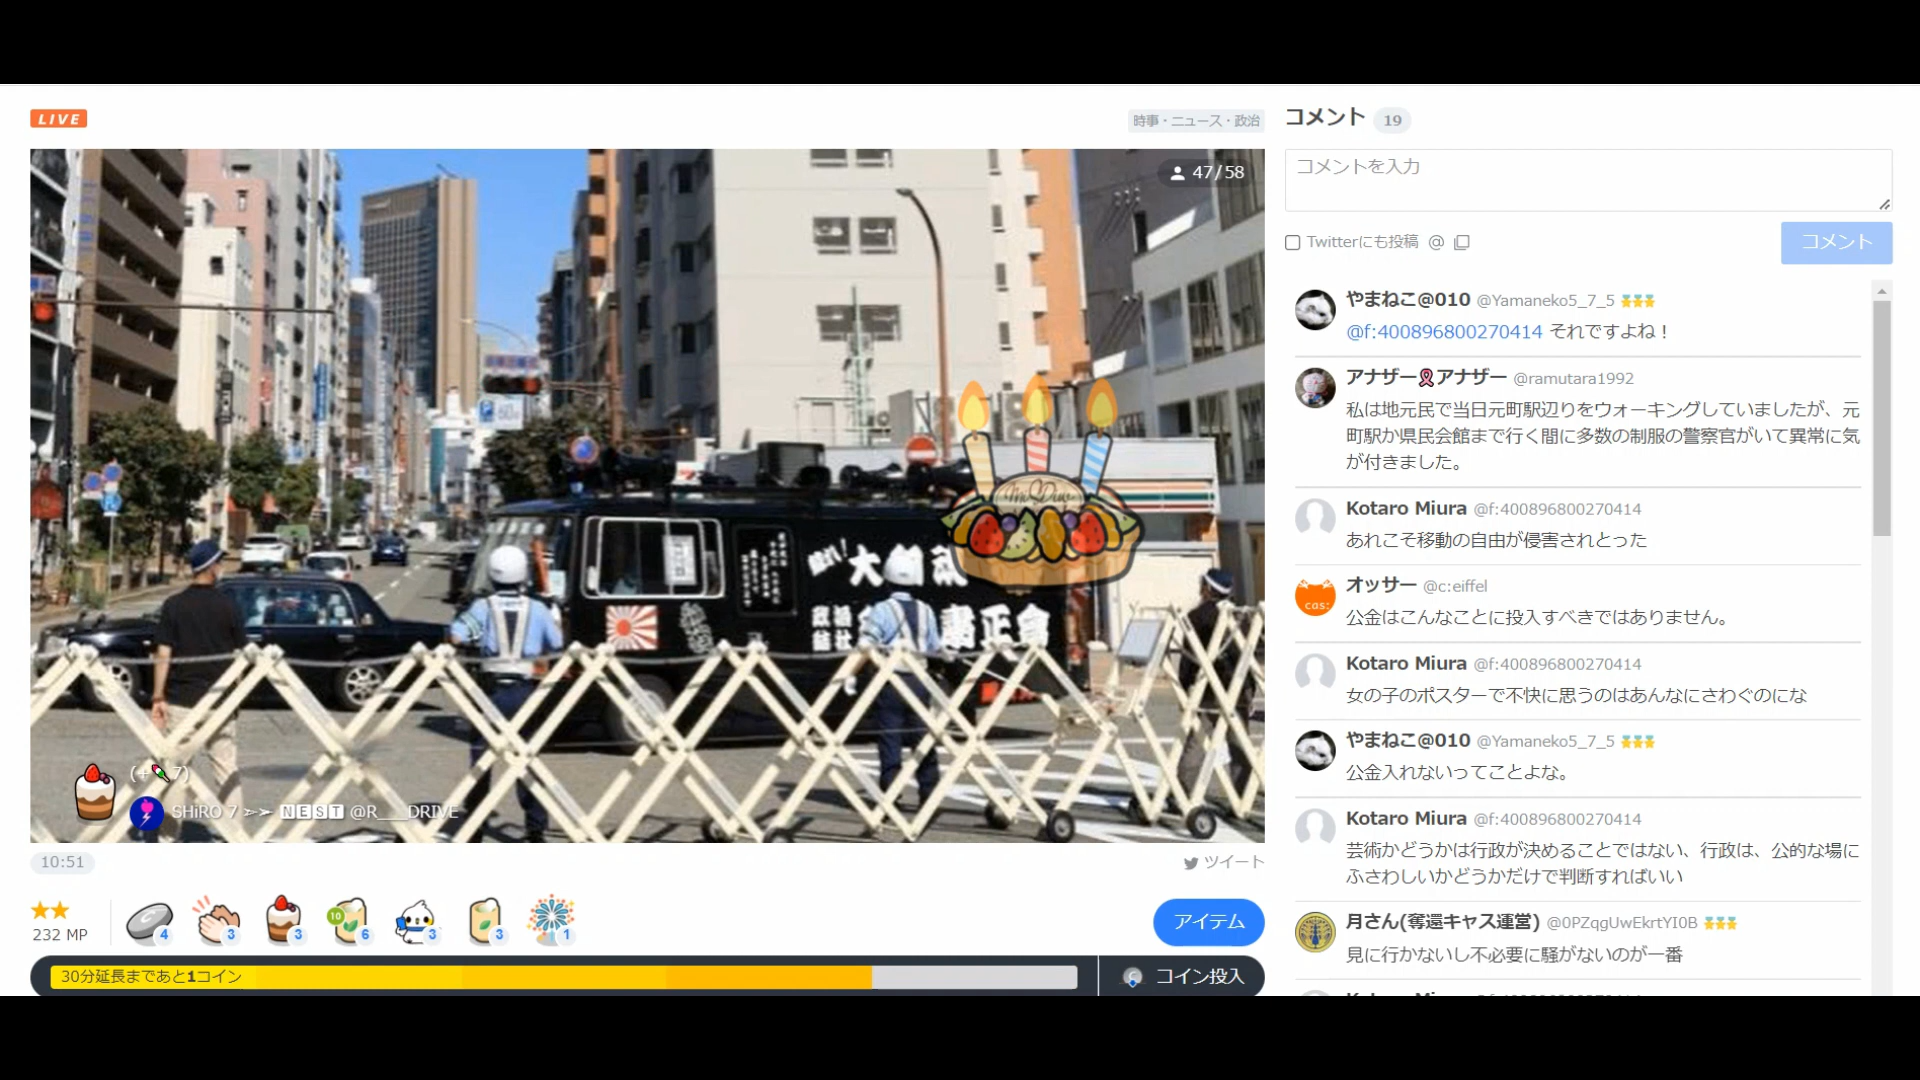 LIVE
時事・ニュース・政治
47/58
大
粛正会
(+ 7)
SHiRO 7 ➳➳ NEST @R___DRIVE
10:51
ツイート
232 MP
4
3
3
10
6
3
3
1
アイテム
30分延長まであと1コイン
コイン投入
コメント 19
コメントを入力
Twitterにも投稿 @
コメント
やまねこ@010 @Yamaneko5_7_5
@f:400896800270414 それですよね！
アナザー🎗アナザー @ramutara1992
私は地元民で当日元町駅辺りをウォーキングしていましたが、元
町駅か県民会館まで行く間に多数の制服の警察官がいて異常に気
が付きました。
Kotaro Miura @f:400896800270414
あれこそ移動の自由が侵害されとった
オッサー @c:eiffel
cas:
公金はこんなことに投入すべきではありません。
Kotaro Miura @f:400896800270414
女の子のポスターで不快に思うのはあんなにさわぐのにな
やまねこ@010 @Yamaneko5_7_5
公金入れないってことよな。
Kotaro Miura @f:400896800270414
芸術かどうかは行政が決めることではない、行政は、公的な場に
ふさわしいかどうかだけで判断すればいい
月さん(奪還キャス運営) @0PZqgUwEkrtYI0B
見に行かないし不必要に騒がないのが一番